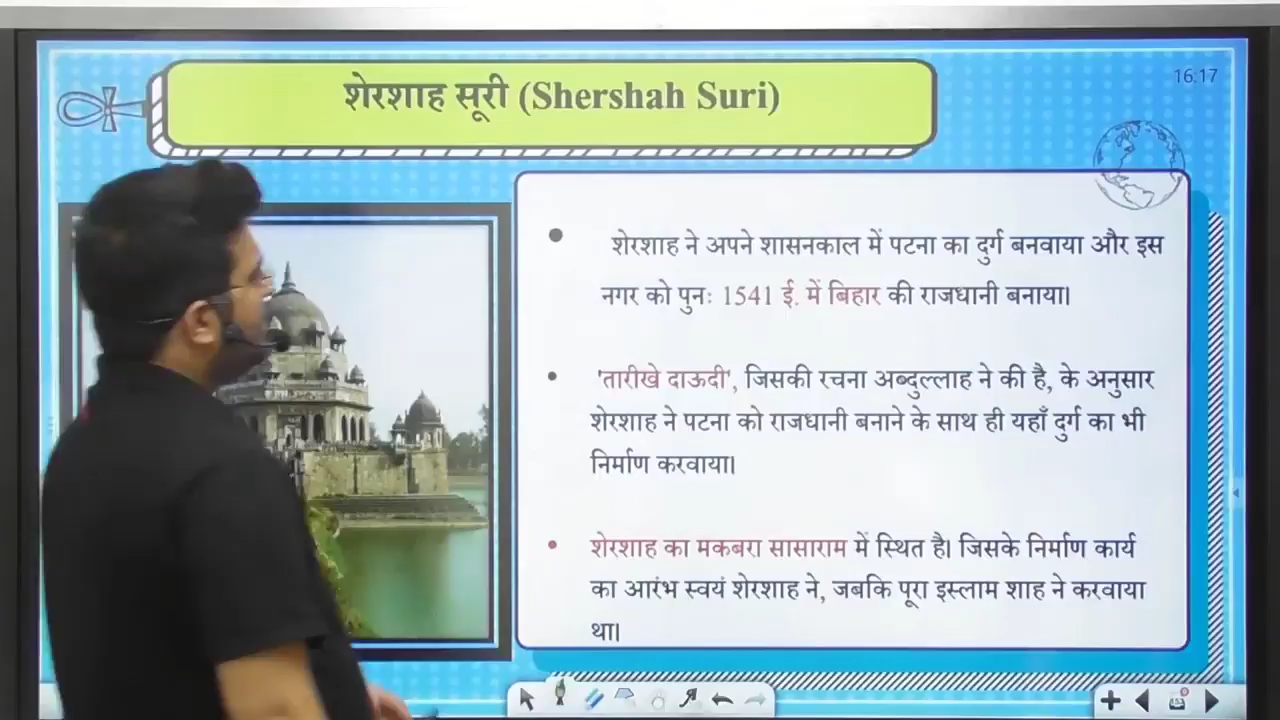 शेरशाह सूरी (Shershah Suri)
16:17
शेरशाह ने अपने शासनकाल में पटना का दुर्ग बनवाया और इस
नगर को पुनः 1541 ई. में बिहार की राजधानी बनाया।
'तारीखे दाऊदी', जिसकी रचना अब्दुल्लाह ने की है, के अनुसार
शेरशाह ने पटना को राजधानी बनाने के साथ ही यहाँ दुर्ग का भी
निर्माण करवाया।
शेरशाह का मकबरा सासाराम में स्थित है। जिसके निर्माण कार्य
का आरंभ स्वयं शेरशाह ने, जबकि पूरा इस्लाम शाह ने करवाया
था।